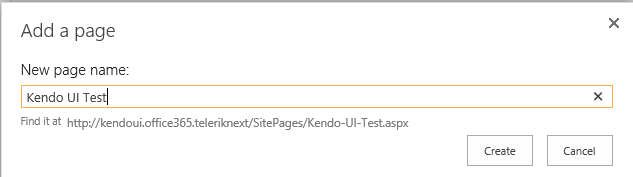 Add a page
New page name:
Kendo UI Test
Find it at http://kendoui.office365.teleriknext/SitePages/Kendo-UI-Test.aspx
Create Cancel